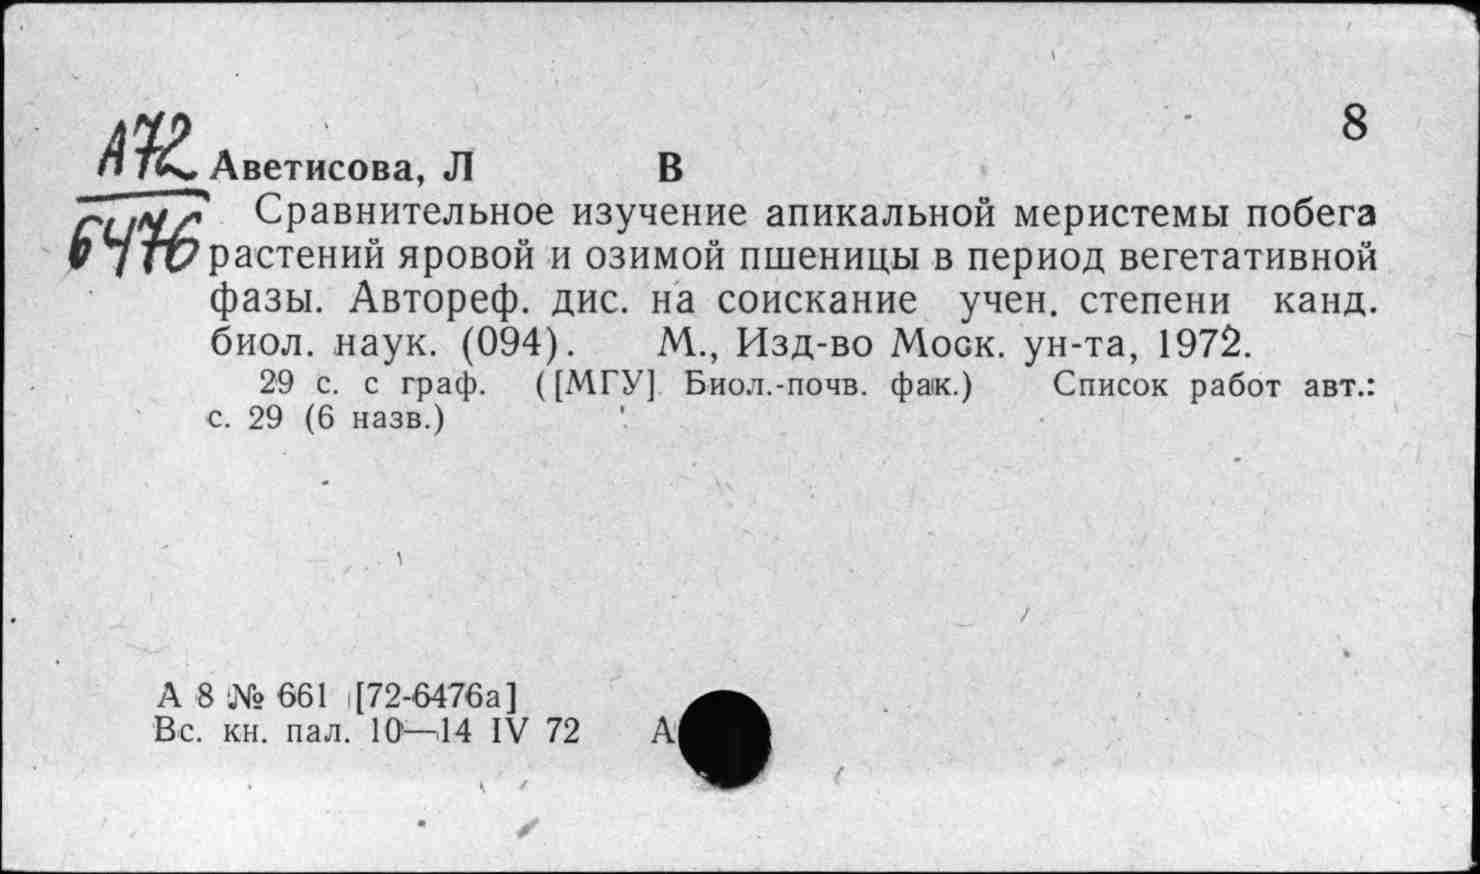 8
А72
6476
Аветисова, Л В
Сравнительное изучение апикальной меристемы побега
растений яровой и озимой пшеницы в период вегетативной
фазы. Автореф. дис. на соискание учен. степени канд.
биол. наук. (094). М., Изд-во Моск. ун-та, 1972.
29 с. с граф. ([МГУ] Биол.-почв. фак.) Список работ авт.:
с. 29 (6 назв.)
А 8 № 661 [72-6476а]
Вс. кн. пал. 10—14 IV 72 А